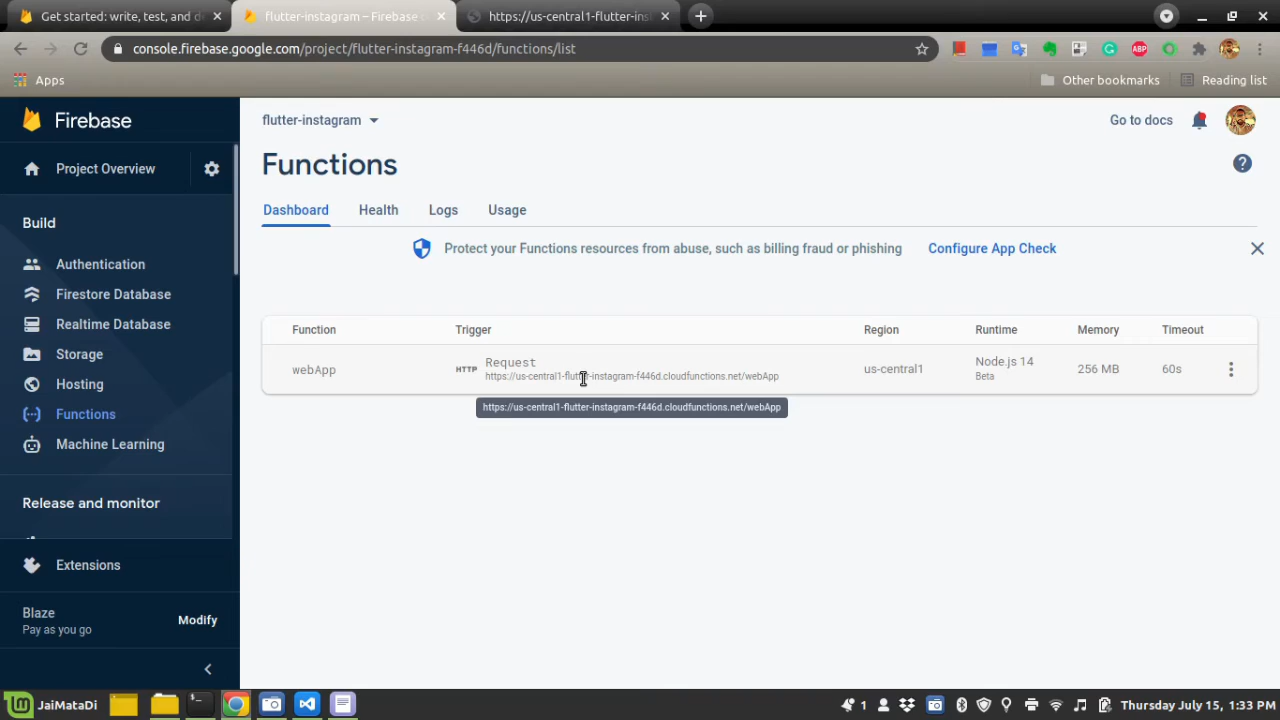 Get started: write, test, and d
flutter-instagram – Firebase c
https://us-central1-flutter-ins
console.firebase.google.com/project/flutter-instagram-f446d/functions/list
Apps
Other bookmarks
Reading list
Firebase
flutter-instagram
Go to docs
Project Overview
Functions
Build
Dashboard
Health
Logs
Usage
Protect your Functions resources from abuse, such as billing fraud or phishing
Configure App Check
Authentication
Firestore Database
Realtime Database
Storage
Hosting
Functions
Machine Learning
Function
Trigger
Region
Runtime
Memory
Timeout
webApp
HTTP
Request
https://us-central1-flutter-instagram-f446d.cloudfunctions.net/webApp
us-central1
Node.js 14
Beta
256 MB
60s
https://us-central1-flutter-instagram-f446d.cloudfunctions.net/webApp
Release and monitor
Extensions
Blaze
Pay as you go
Modify
JaiMataDi
1
Thursday July 15, 1:33 PM